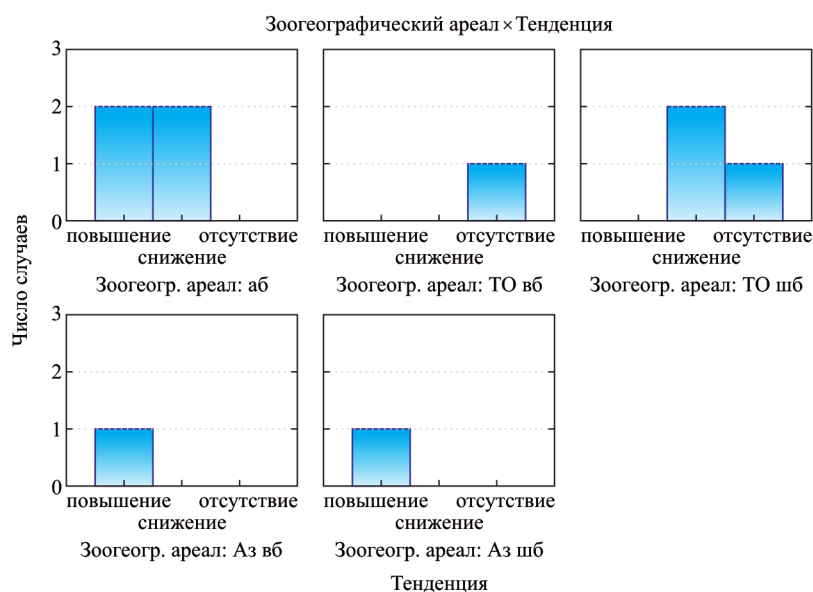 Зоогеографический ареал × Тенденция
3
2
1
0
повышение отсутствие
снижение
Зоогеогр. ареал: аб
повышение отсутствие
снижение
Зоогеогр. ареал: ТО вб
повышение отсутствие
снижение
Зоогеогр. ареал: ТО шб
Число случаев
3
2
1
0
повышение отсутствие
снижение
Зоогеогр. ареал: Аз вб
повышение отсутствие
снижение
Зоогеогр. ареал: Аз шб
Тенденция